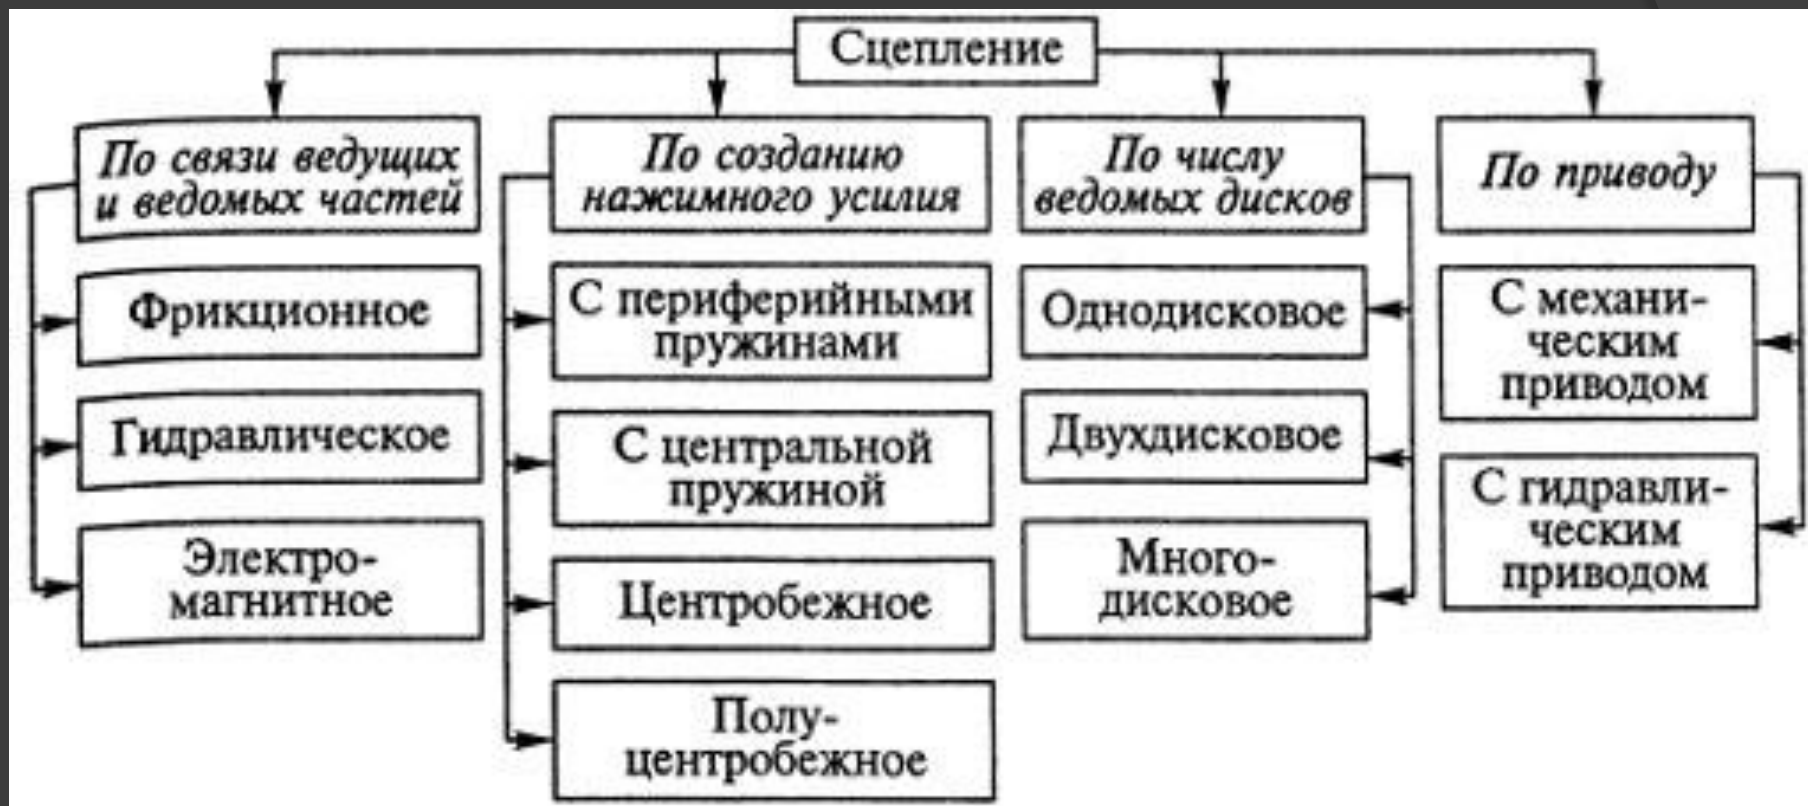 Сцепление
По связи ведущих
и ведомых частей
Фрикционное
Гидравлическое
Электро-
магнитное
По созданию
нажимного усилия
С периферийными
пружинами
С центральной
пружиной
Центробежное
Полу-
центробежное
По числу
ведомых дисков
Однодисковое
Двухдисковое
Много-
дисковое
По приводу
С механи-
ческим
приводом
С гидравли-
ческим
приводом